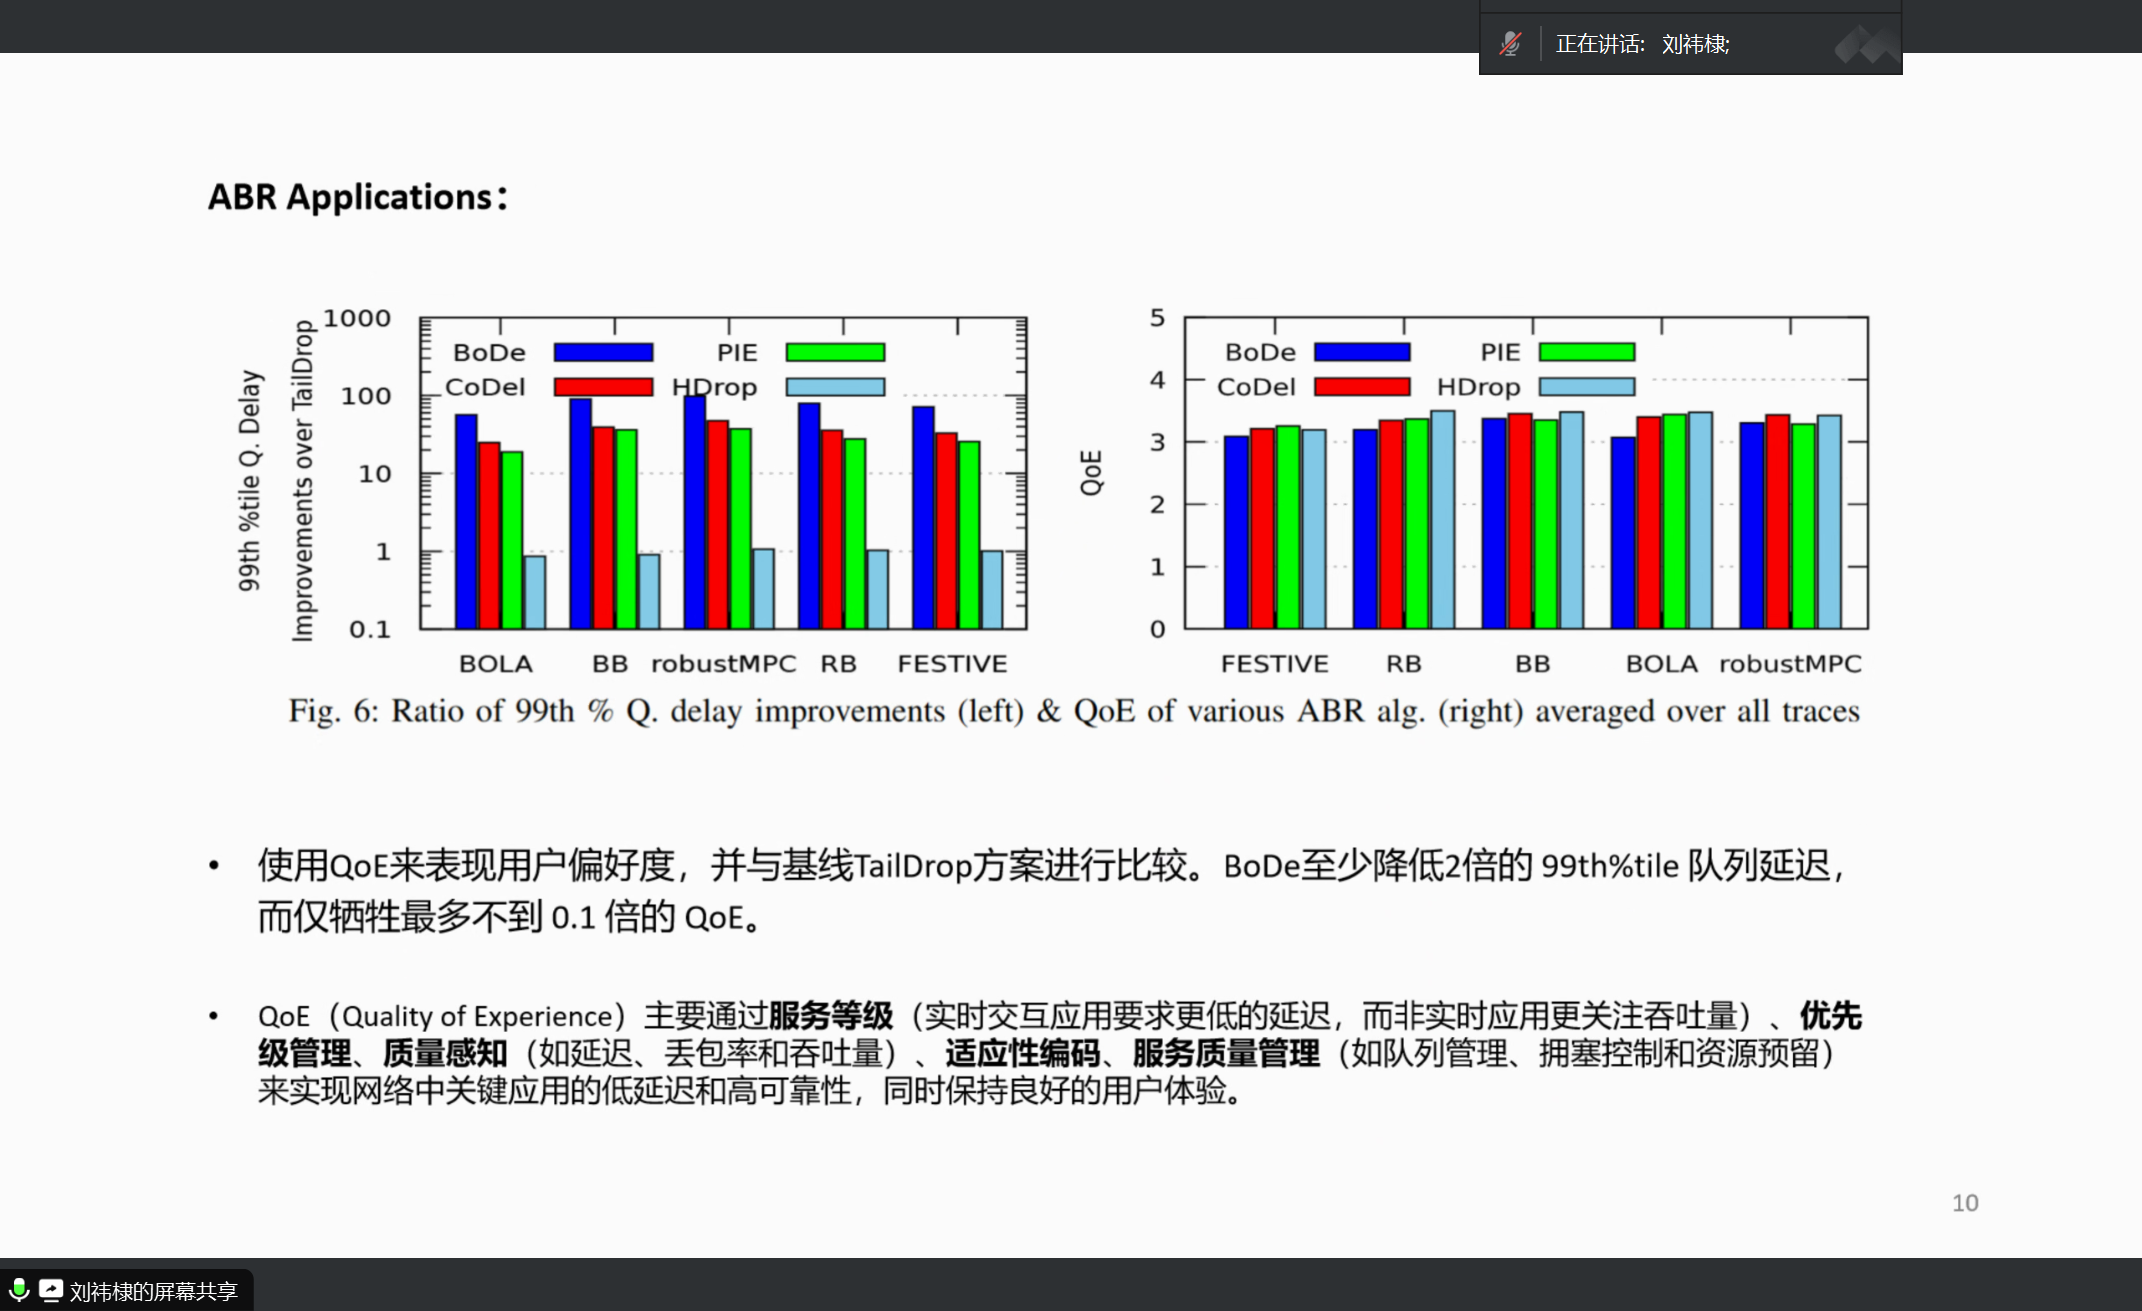 正在讲话: 刘祎棣;
ABR Applications：
99th %tile Q. Delay
Improvements over TailDrop
1000
100
10
1
0.1
BoDe
PIE
CoDel
HDrop
BOLA
BB
robustMPC
RB
FESTIVE
QoE
5
4
3
2
1
0
BoDe
PIE
CoDel
HDrop
FESTIVE
RB
BB
BOLA
robustMPC
Fig. 6: Ratio of 99th % Q. delay improvements (left) & QoE of various ABR alg. (right) averaged over all traces
• 使用QoE来表现用户偏好度，并与基线TailDrop方案进行比较。BoDe至少降低2倍的 99th%tile 队列延迟，
而仅牺牲最多不到 0.1 倍的 QoE。
• QoE（Quality of Experience）主要通过服务等级（实时交互应用要求更低的延迟，而非实时应用更关注吞吐量）、优先
级管理、质量感知（如延迟、丢包率和吞吐量）、适应性编码、服务质量管理（如队列管理、拥塞控制和资源预留）
来实现网络中关键应用的低延迟和高可靠性，同时保持良好的用户体验。
10
刘祎棣的屏幕共享